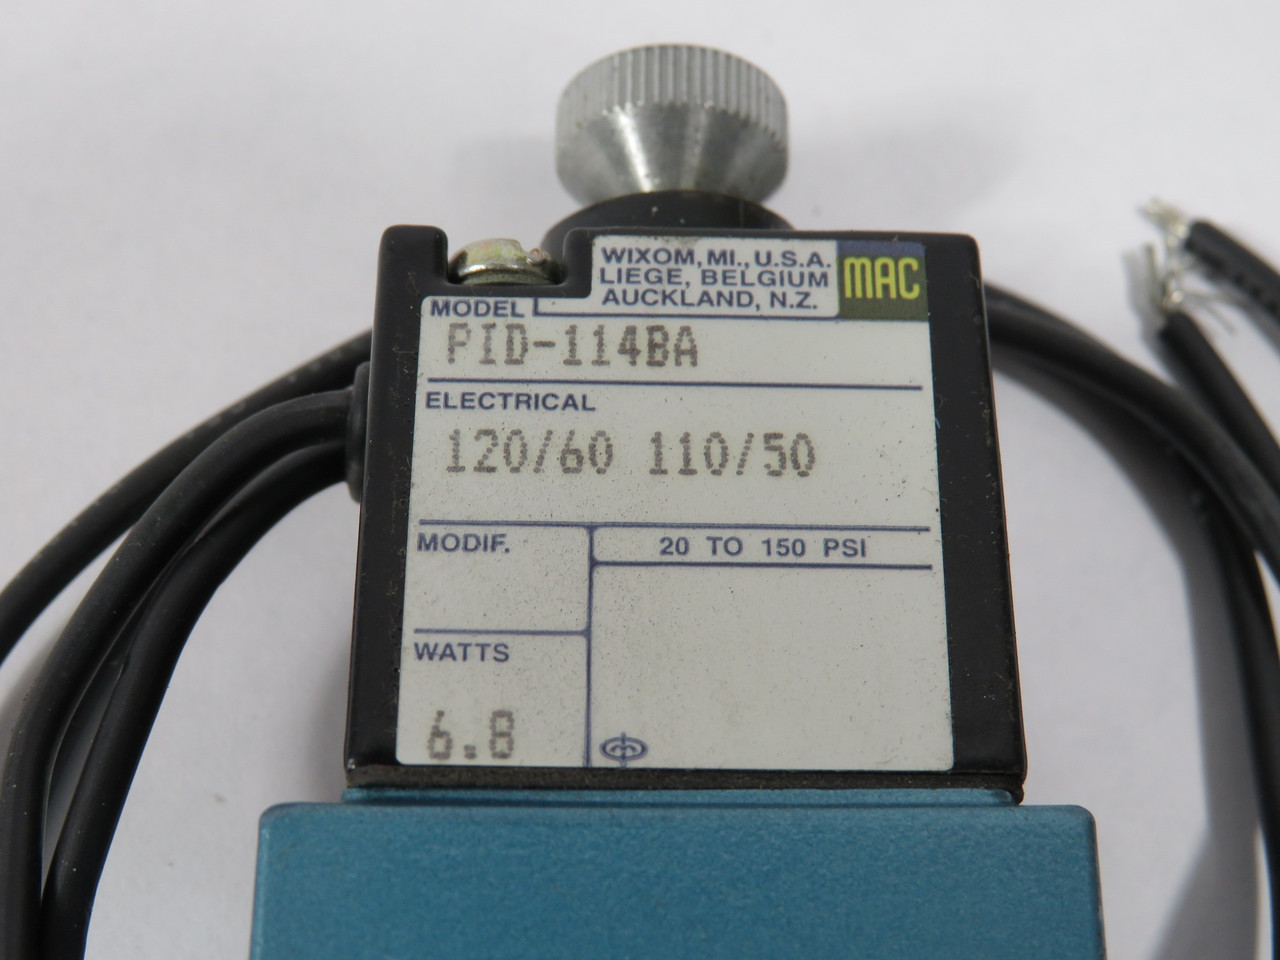 WIXOM, MI., U.S.A.
LIEGE, BELGIUM
AUCKLAND, N.Z.
MAC
MODEL
PID-114BA
ELECTRICAL
120/60 110/50
MODIF.
20 TO 150 PSI
WATTS
6.8